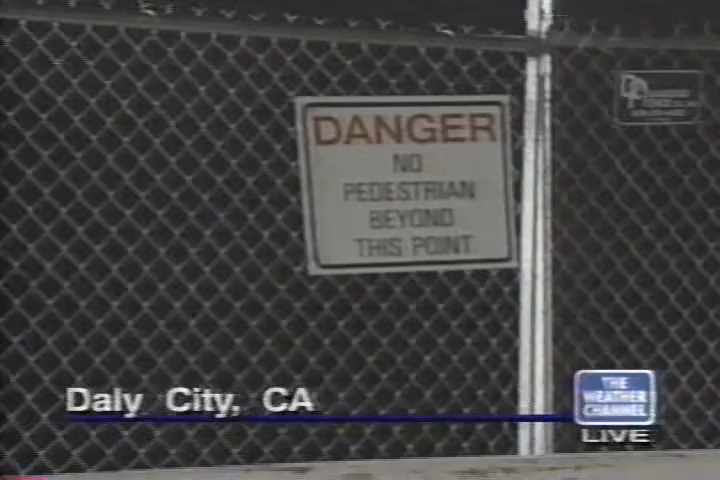 DANGER
NO
PEDESTRIAN
BEYOND
THIS POINT
Daly City, CA
THE
WEATHER
CHANNEL
LIVE